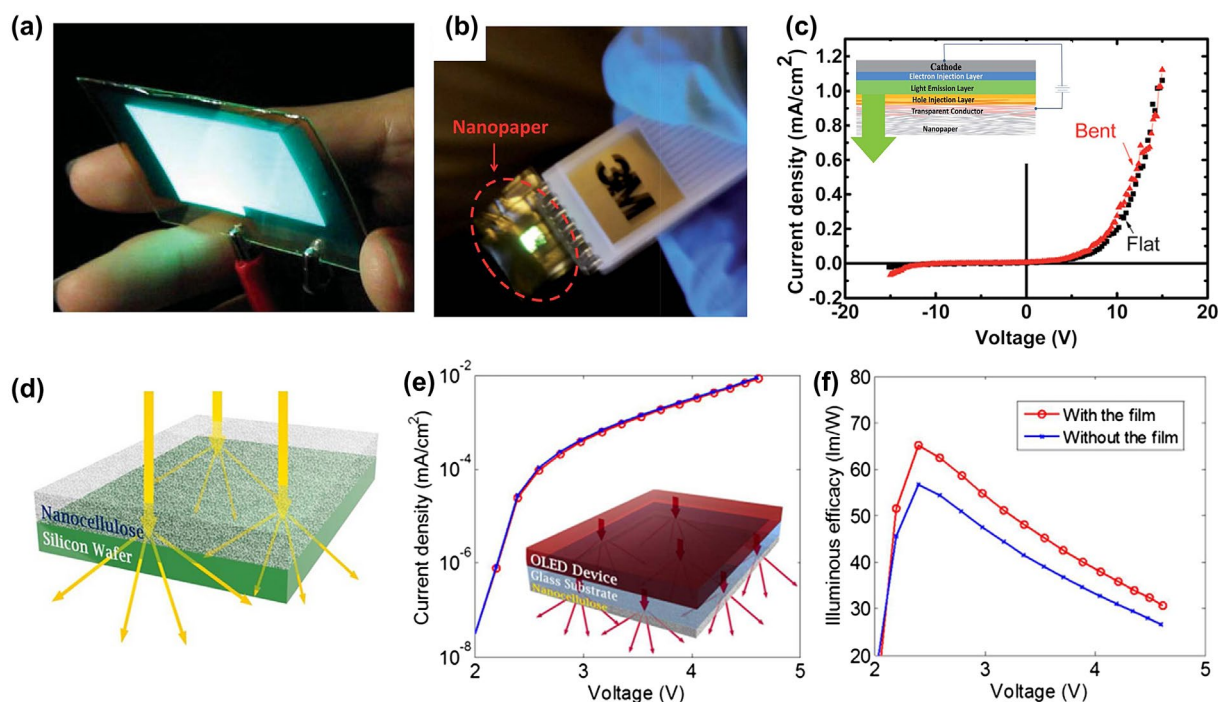 (a)
(b)
Nanopaper
3M
(c)
Current density (mA/cm²)
1.2
1.0
0.8
0.6
0.4
0.2
0.0
-0.2
-20
-10
0
10
20
Voltage (V)
Cathode
Electron Injection Layer
Light Emission Layer
Hole Injection Layer
Transparent Conductor
Nanopaper
Bent
Flat
(d)
Nanocellulose
Silicon Wafer
(e)
Current density (mA/cm²)
10⁻²
10⁻⁴
10⁻⁶
10⁻⁸
2
3
4
5
Voltage (V)
OLED Device
Glass Substrate
Nanocellulose
(f)
Illuminous efficacy (lm/W)
80
70
60
50
40
30
20
2
3
4
5
Voltage (V)
With the film
Without the film